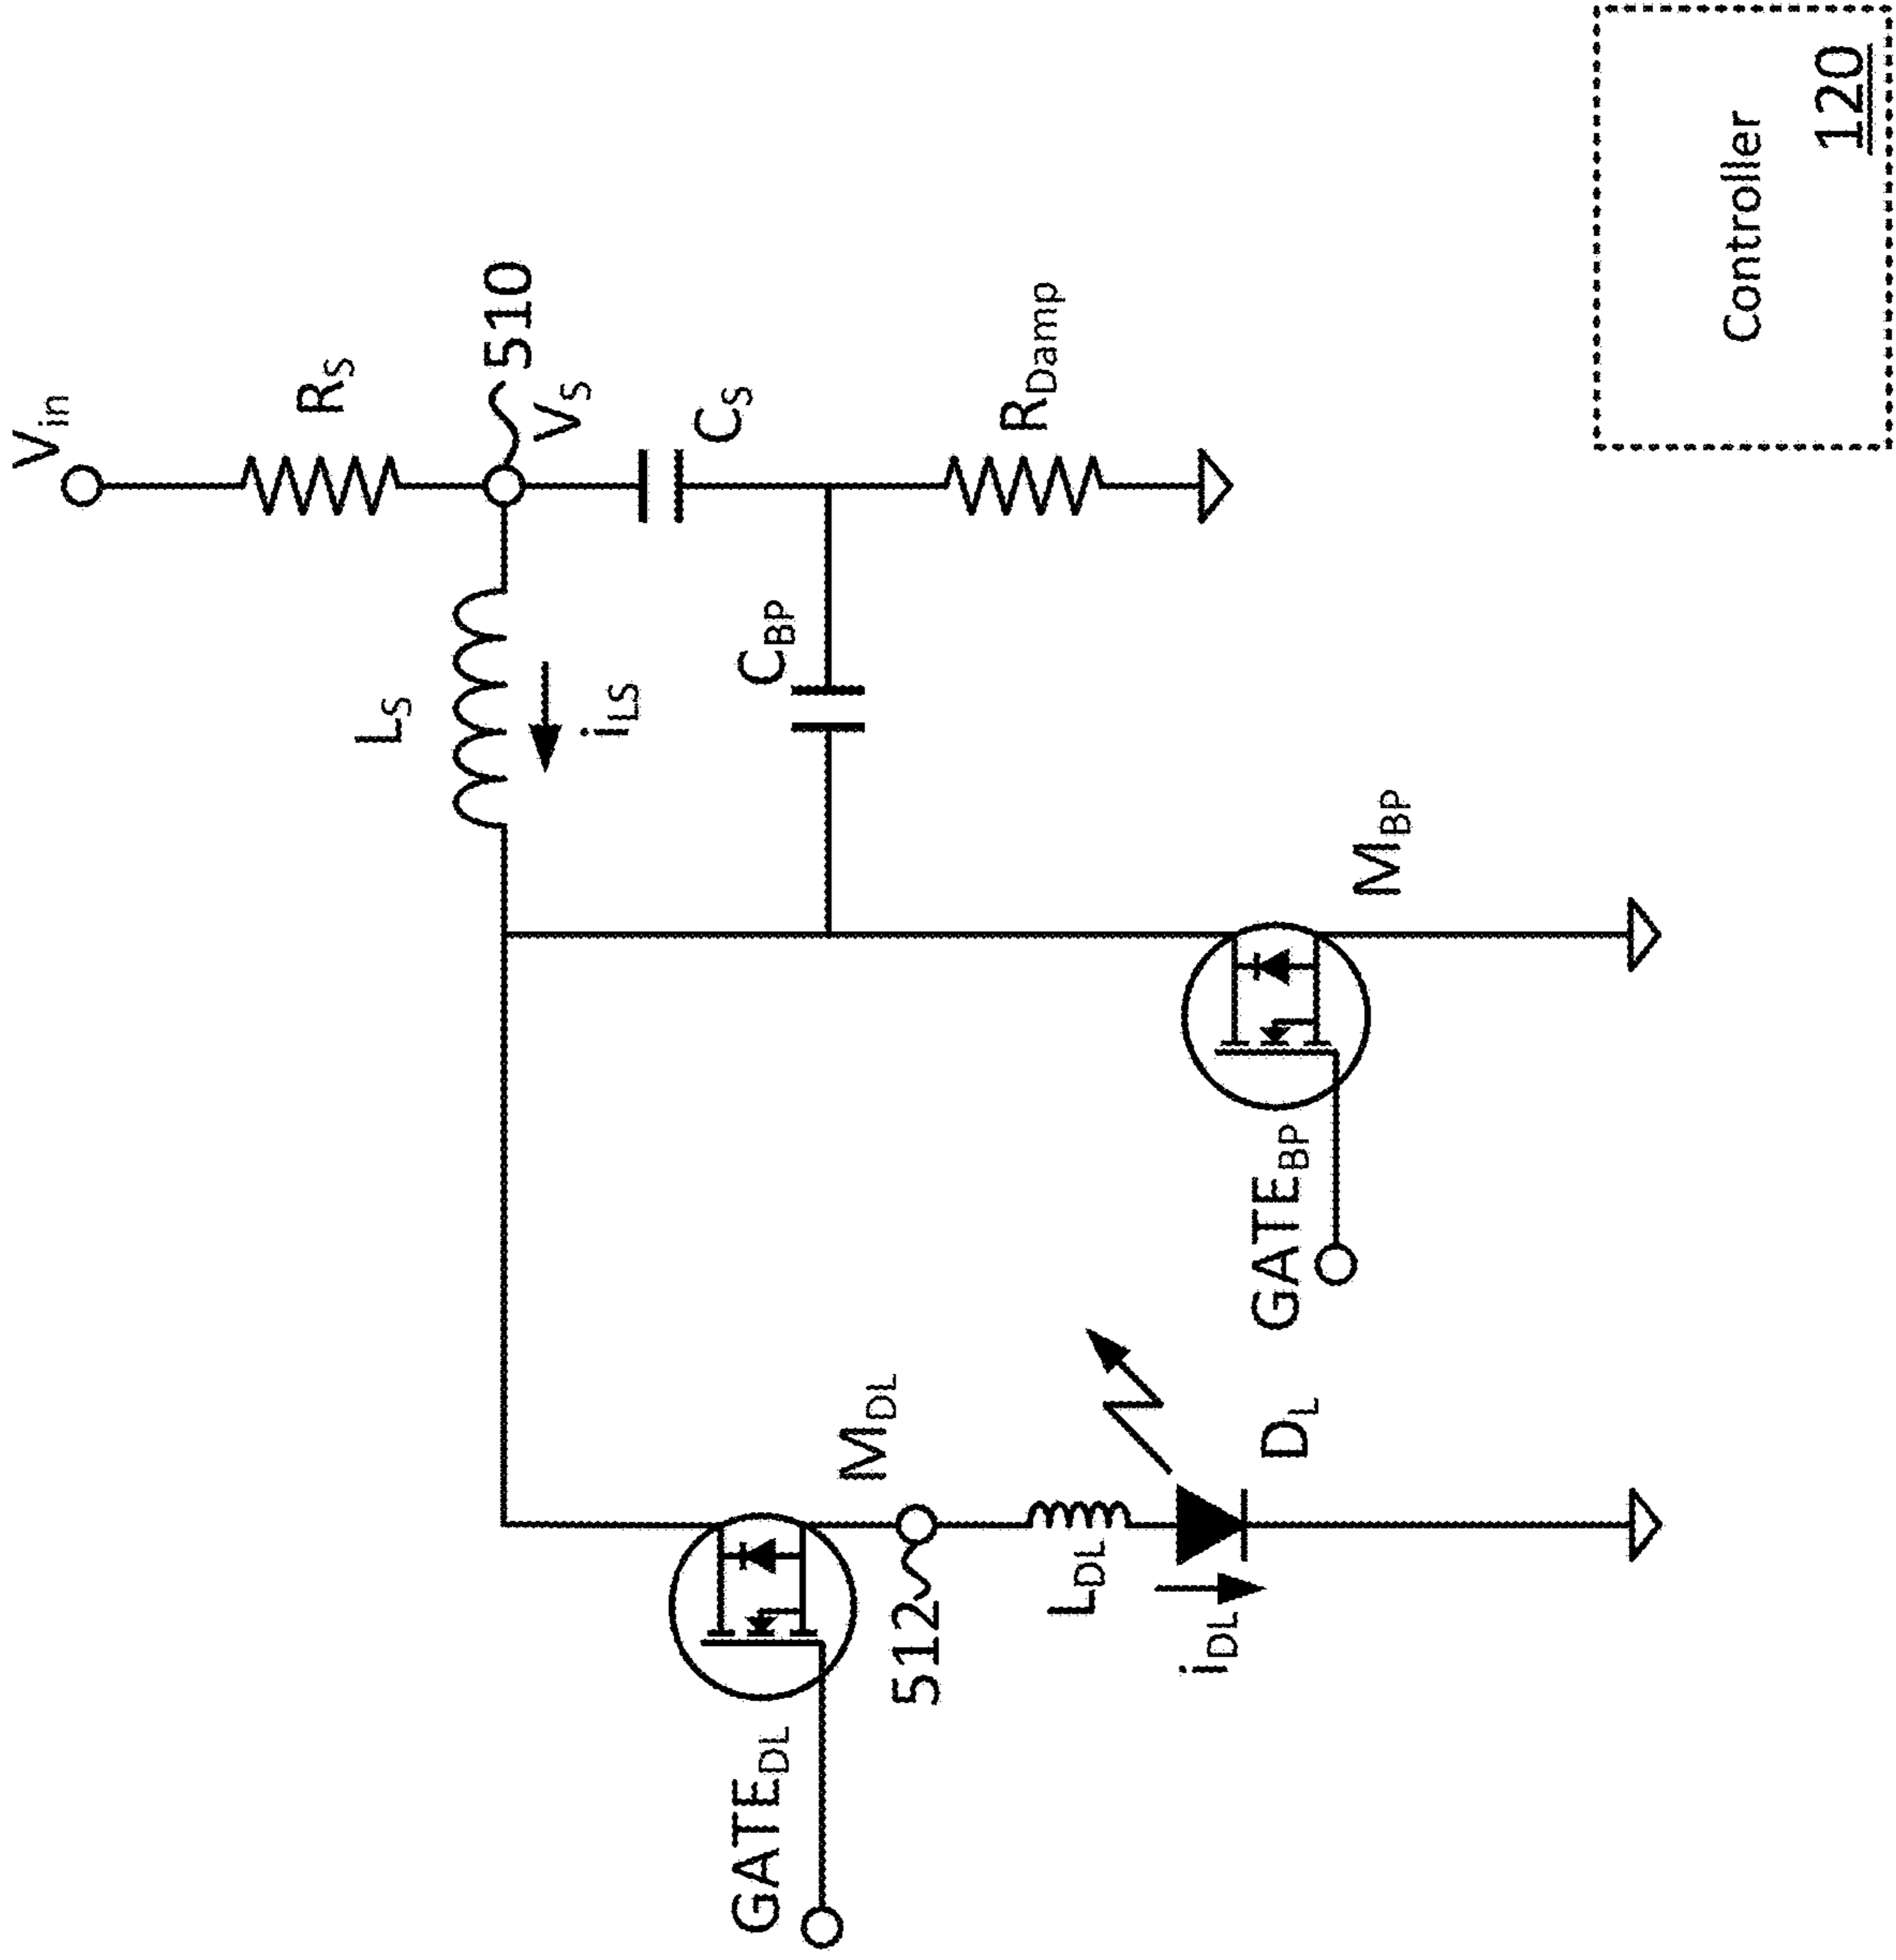 Vin
RS
510
VS
LS
iLS
CS
CBP
RDamp
MBP
GATEBP
MDL
GATEDL
512
LDL
DL
iDL
Controller
120